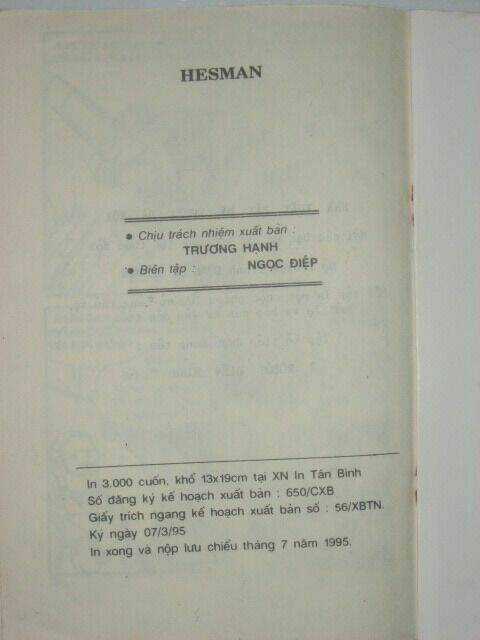 HESMAN
● Chịu trách nhiệm xuất bản :
TRƯƠNG HẠNH
● Biên tập : NGỌC ĐIỆP
In 3.000 cuốn, khổ 13x19cm tại XN In Tân Bình
Số đăng ký kế hoạch xuất bản : 650/CXB
Giấy trích ngang kế hoạch xuất bản số : 56/XBTN.
Ký ngày 07/3/95
In xong và nộp lưu chiểu tháng 7 năm 1995.